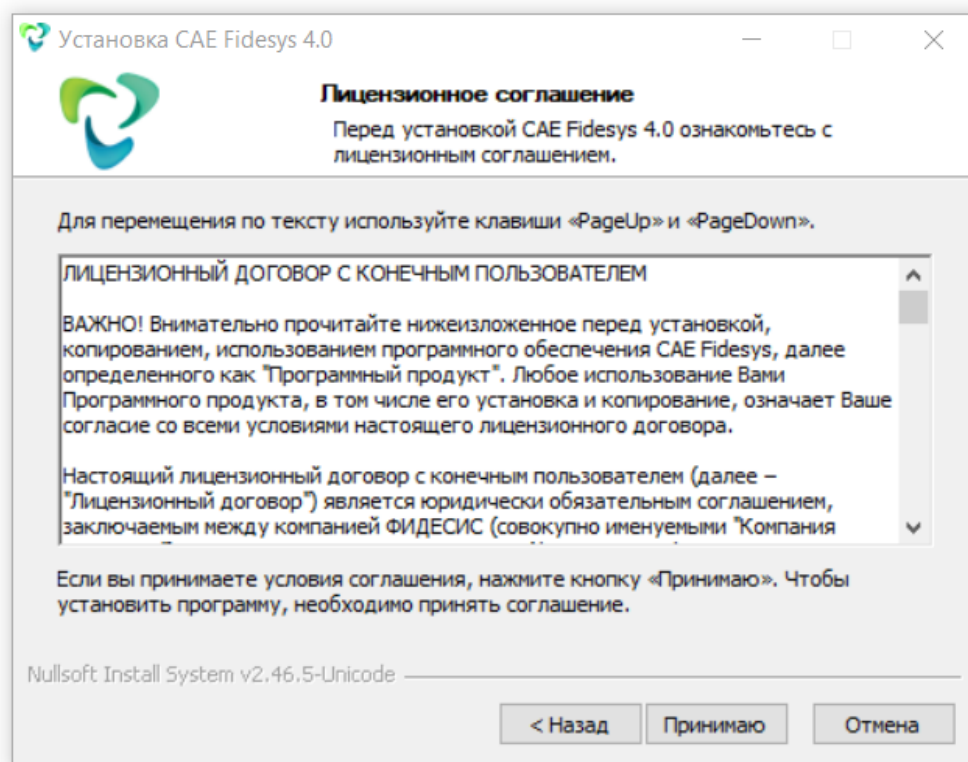 Установка CAE Fidesys 4.0
Лицензионное соглашение
Перед установкой CAE Fidesys 4.0 ознакомьтесь с
лицензионным соглашением.
Для перемещения по тексту используйте клавиши «PageUp» и «PageDown».
ЛИЦЕНЗИОННЫЙ ДОГОВОР С КОНЕЧНЫМ ПОЛЬЗОВАТЕЛЕМ
ВАЖНО! Внимательно прочитайте нижеизложенное перед установкой,
копированием, использованием программного обеспечения CAE Fidesys, далее
определенного как "Программный продукт". Любое использование Вами
Программного продукта, в том числе его установка и копирование, означает Ваше
согласие со всеми условиями настоящего лицензионного договора.
Настоящий лицензионный договор с конечным пользователем (далее –
"Лицензионный договор") является юридически обязательным соглашением,
заключаемым между компанией ФИДЕСИС (совокупно именуемыми "Компания
Если вы принимаете условия соглашения, нажмите кнопку «Принимаю». Чтобы
установить программу, необходимо принять соглашение.
Nullsoft Install System v2.46.5-Unicode
< Назад
Принимаю
Отмена